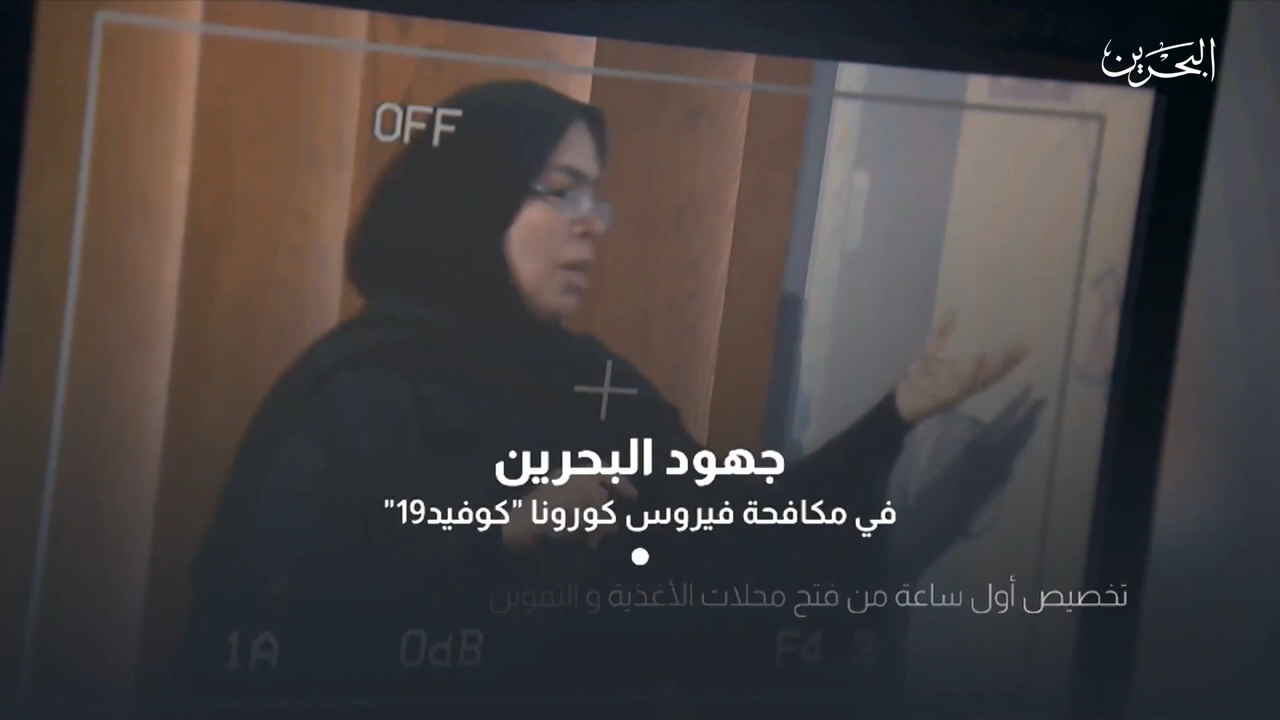 البحرين
OFF
جهود البحرين
في مكافحة فيروس كورونا "كوفيد19"
تخصيص أول ساعة من فتح محلات الأغذية و التموين
1A 0dB F4